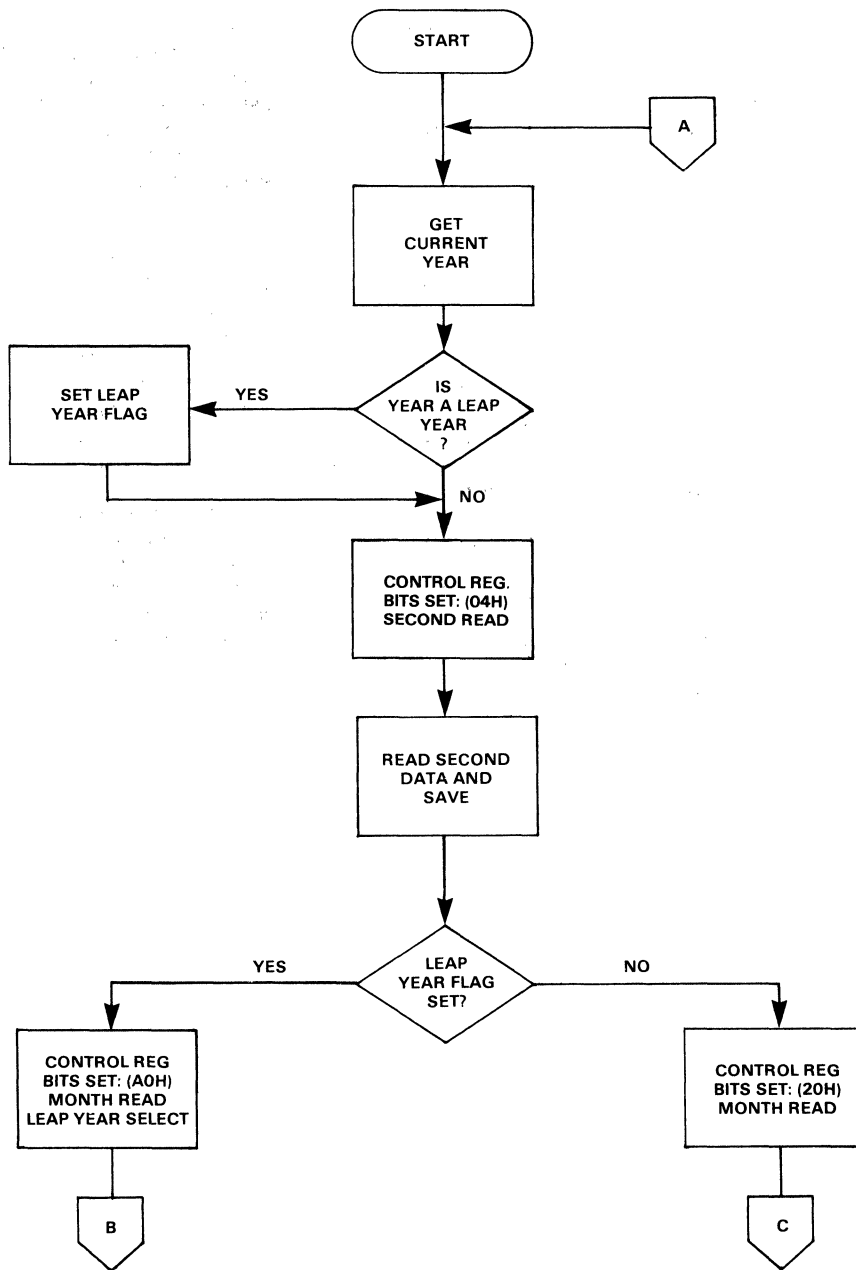 START
A
GET
CURRENT
YEAR
IS
YEAR A LEAP
YEAR
?
YES
SET LEAP
YEAR FLAG
NO
CONTROL REG.
BITS SET: (04H)
SECOND READ
READ SECOND
DATA AND
SAVE
LEAP
YEAR FLAG
SET?
YES
NO
CONTROL REG
BITS SET: (A0H)
MONTH READ
LEAP YEAR SELECT
CONTROL REG
BITS SET: (20H)
MONTH READ
B
C